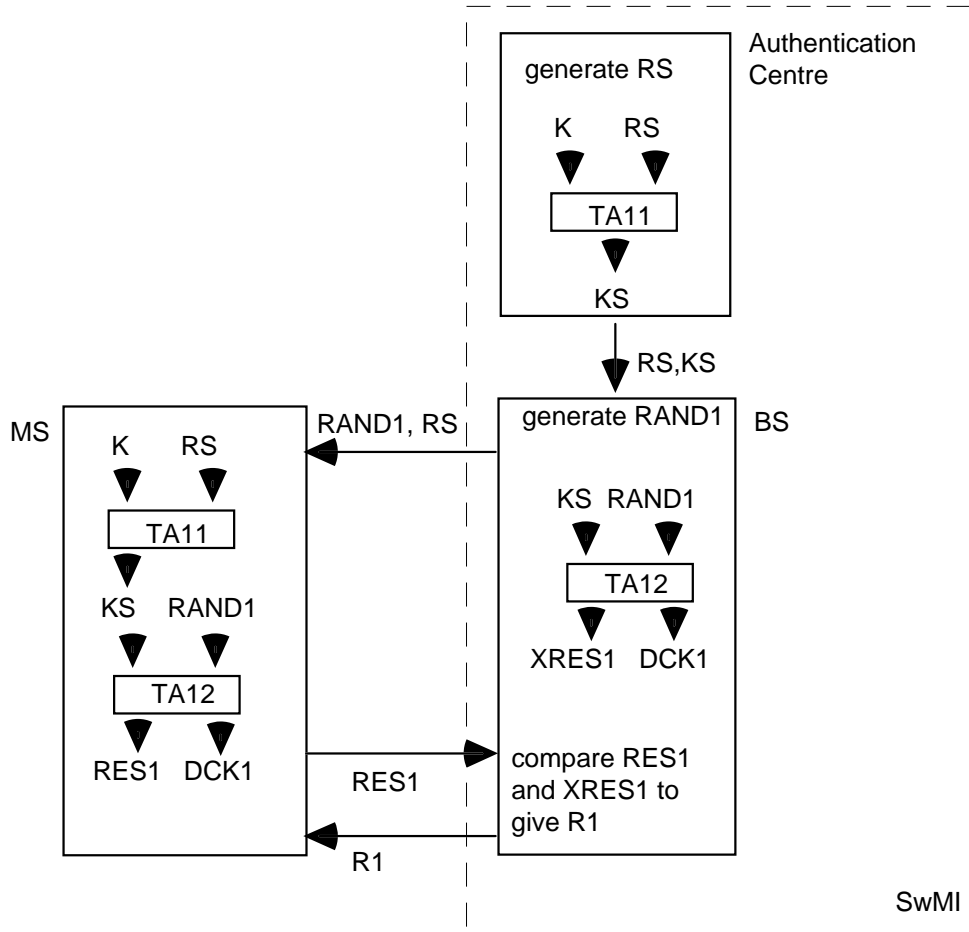 Authentication
Centre
generate RS
K RS
TA11
KS
RS,KS
MS
RAND1, RS
generate RAND1
BS
K RS
TA11
KS RAND1
TA12
RES1 DCK1
KS RAND1
TA12
XRES1 DCK1
RES1
compare RES1
and XRES1 to
give R1
R1
SwMI